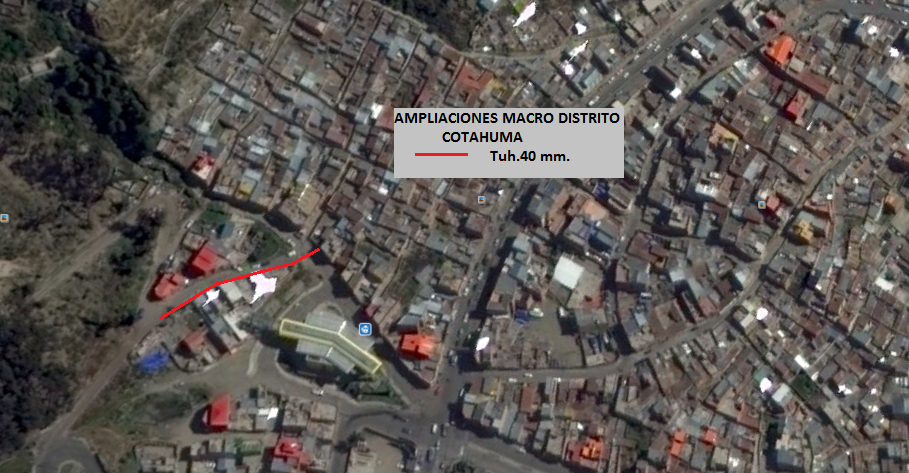 AMPLIACIONES MACRO DISTRITO
COTAHUMA
Tuh.40 mm.